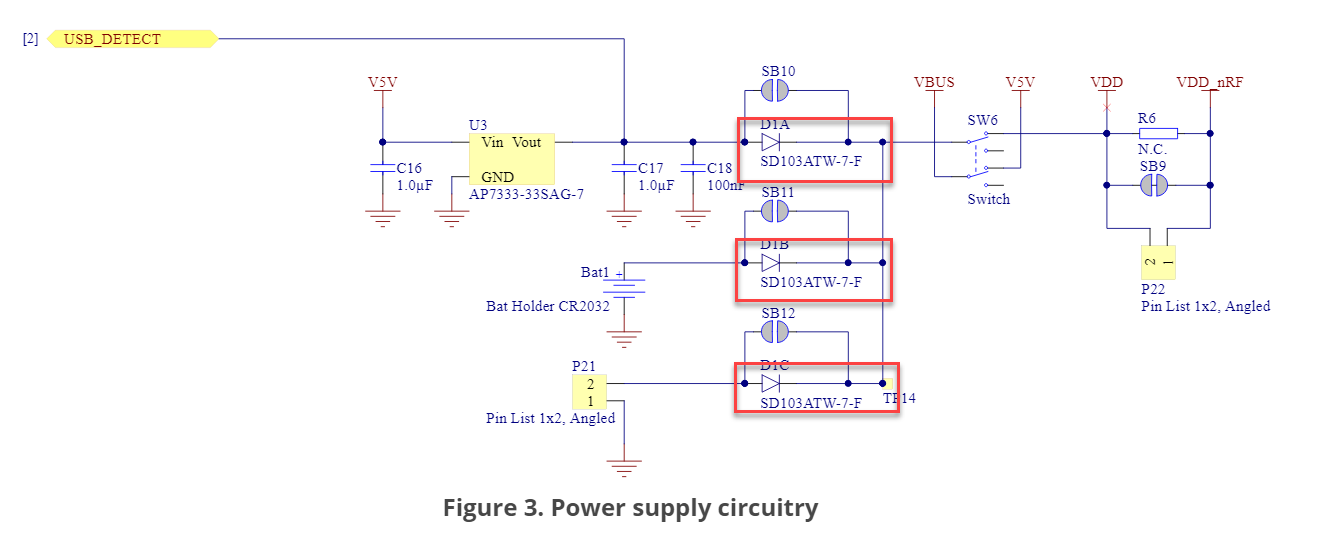 [2] USB_DETECT
SB10
V5V
VBUS
V5V
VDD
VDD_nRF
U3
D1A
SW6
R6
Vin Vout
C16
1.0µF
GND
AP7333-33SAG-7
C17
1.0µF
C18
100nF
SD103ATW-7-F
N.C.
SB9
SB11
Switch
D1B
Bat1 +
SD103ATW-7-F
2
1
Bat Holder CR2032
P22
Pin List 1x2, Angled
SB12
P21
D1C
2
1
SD103ATW-7-F
TP14
Pin List 1x2, Angled
Figure 3. Power supply circuitry